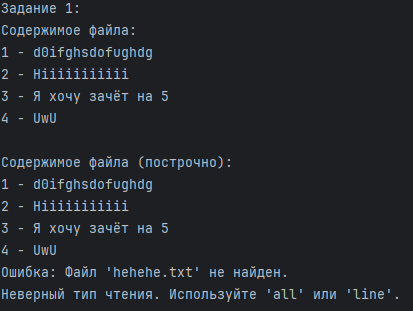 Задание 1:
Содержимое файла:
1 - d0ifghsdofughdg
2 - Hiiiiiiiiiii
3 - Я хочу зачёт на 5
4 - UwU
Содержимое файла (построчно):
1 - d0ifghsdofughdg
2 - Hiiiiiiiiiii
3 - Я хочу зачёт на 5
4 - UwU
Ошибка: Файл 'hehehe.txt' не найден.
Неверный тип чтения. Используйте 'all' или 'line'.